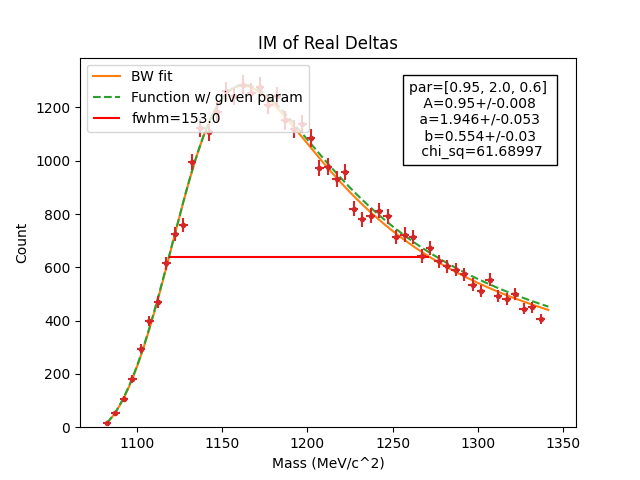 IM of Real Deltas
BW fit
Function w/ given param
fwhm=153.0
par=[0.95, 2.0, 0.6]
A=0.95+/-0.008
a=1.946+/-0.053
b=0.554+/-0.03
chi_sq=61.68997
Count
1200
1000
800
600
400
200
0
1100 1150 1200 1250 1300 1350
Mass (MeV/c^2)